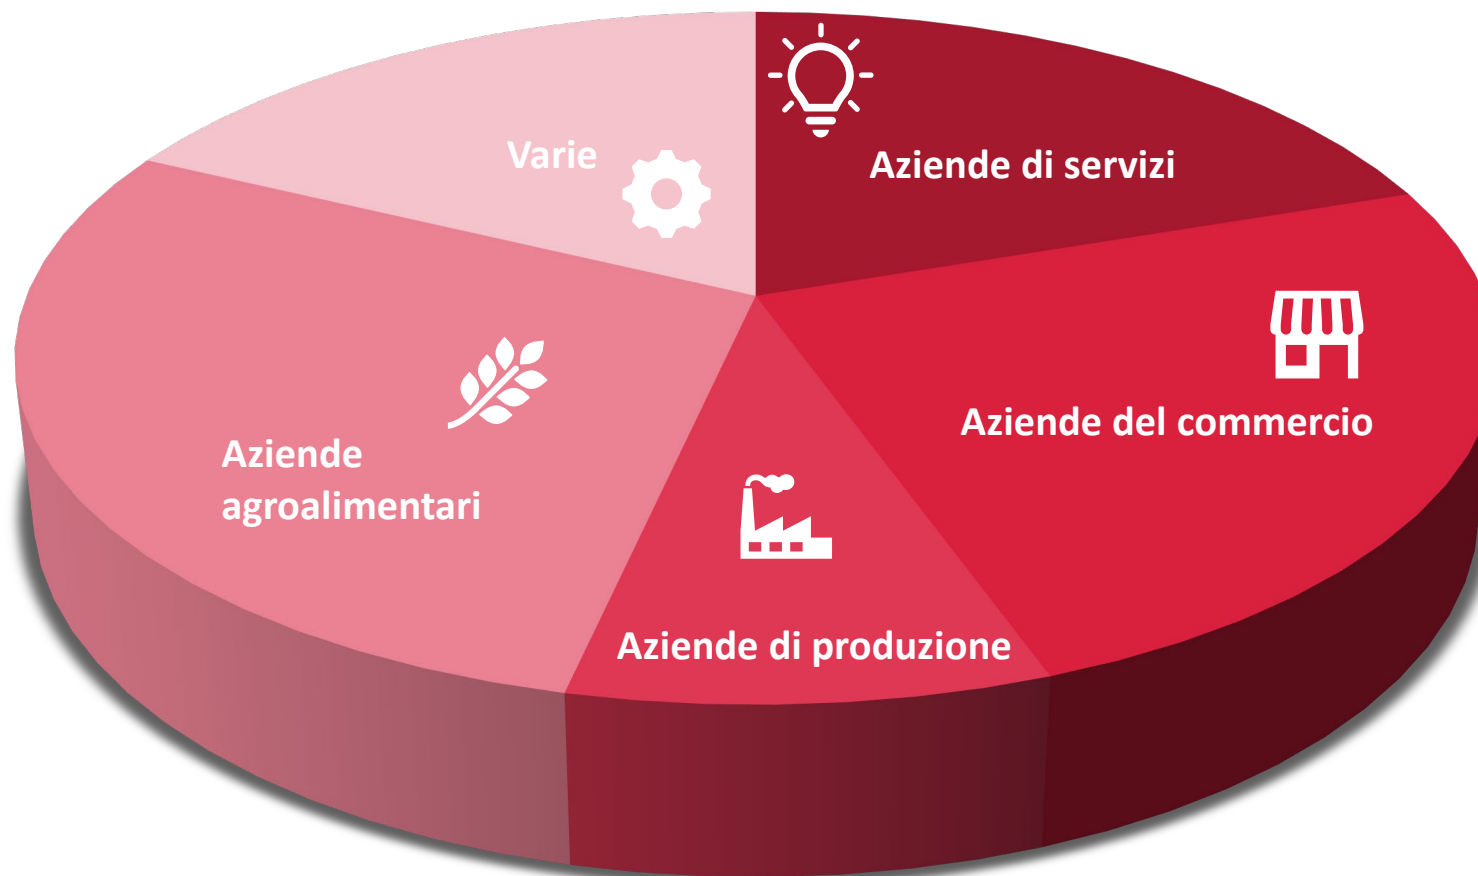 Varie
Aziende di servizi
Aziende del commercio
Aziende
agroalimentari
Aziende di produzione